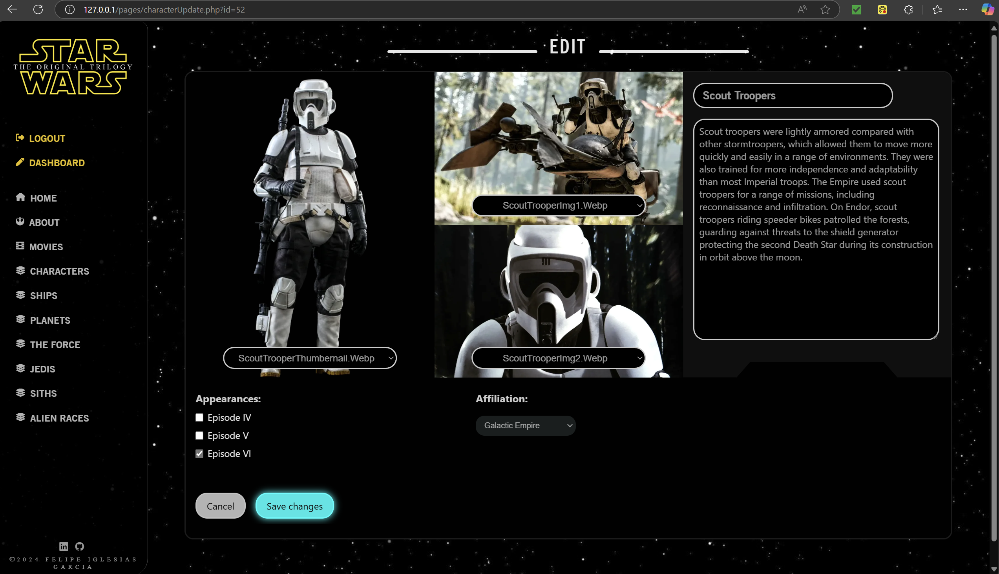 127.0.0.1/pages/characterUpdate.php?id=52
STAR
THE ORIGINAL TRILOGY
WARS
LOGOUT
DASHBOARD
HOME
ABOUT
MOVIES
CHARACTERS
SHIPS
PLANETS
THE FORCE
JEDIS
SITHS
ALIEN RACES
©2024 FELIPE IGLESIAS
GARCIA
EDIT
ScoutTrooperThumbernail.Webp
ScoutTrooperImg1.Webp
ScoutTrooperImg2.Webp
Scout Troopers
Scout troopers were lightly armored compared with
other stormtroopers, which allowed them to move more
quickly and easily in a range of environments. They were
also trained for more independence and adaptability
than most Imperial troops. The Empire used scout
troopers for a range of missions, including
reconnaissance and infiltration. On Endor, scout
troopers riding speeder bikes patrolled the forests,
guarding against threats to the shield generator
protecting the second Death Star during its construction
in orbit above the moon.
Appearances:
Episode IV
Episode V
Episode VI
Affiliation:
Galactic Empire
Cancel
Save changes